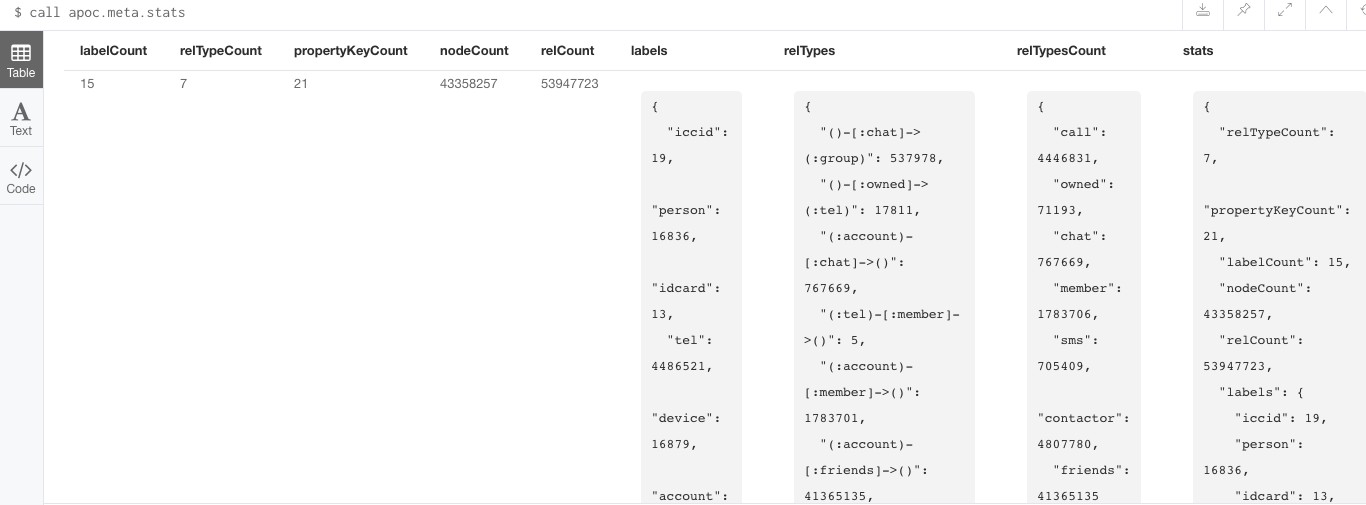 $ call apoc.meta.stats
Table
Text
Code
labelCount relTypeCount propertyKeyCount nodeCount relCount labels relTypes relTypesCount stats
15 7 21 43358257 53947723
{
"iccid":
19,
"person":
16836,
"idcard":
13,
"tel":
4486521,
"device":
16879,
"account":
{
"()-[:chat]->
(:group)": 537978,
"()-[:owned]->
(:tel)": 17811,
"(:account)-
[:chat]->()":
767669,
"(:tel)-[:member]-
>()": 5,
"(:account)-
[:member]->()":
1783701,
"(:account)-
[:friends]->()":
41365135,
{
"call":
4446831,
"owned":
71193,
"chat":
767669,
"member":
1783706,
"sms":
705409,
"contactor":
4807780,
"friends":
41365135
{
"relTypeCount":
7,
"propertyKeyCount":
21,
"labelCount": 15,
"nodeCount":
43358257,
"relCount":
53947723,
"labels": {
"iccid": 19,
"person":
16836,
"idcard": 13,